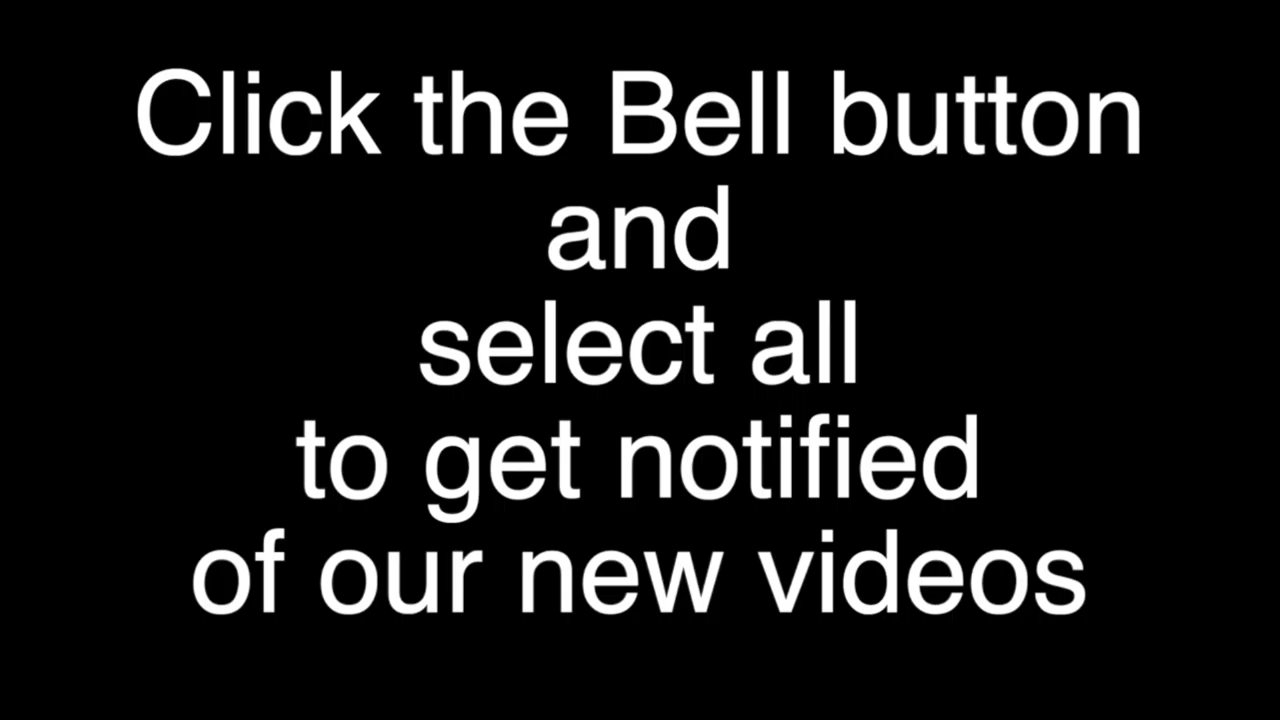 Click the Bell button
and
select all
to get notified
of our new videos